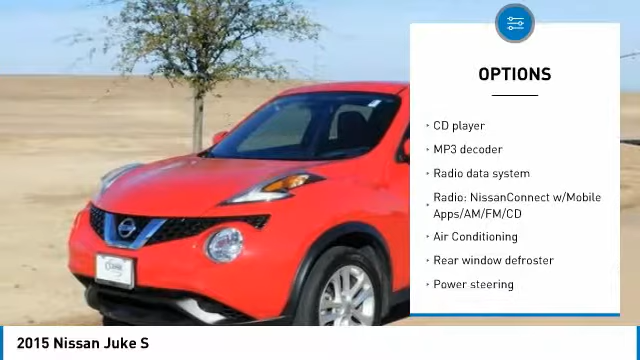 OPTIONS
CD player
MP3 decoder
Radio data system
Radio: NissanConnect w/Mobile
Apps/AM/FM/CD
Air Conditioning
Rear window defroster
Power steering
2015 Nissan Juke S